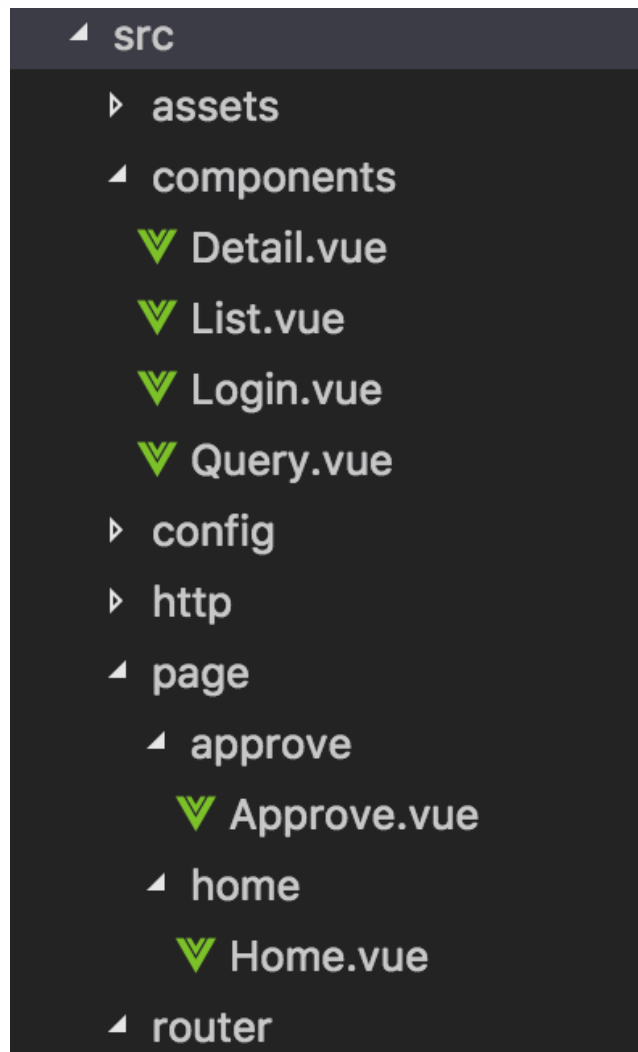 src
assets
components
Detail.vue
List.vue
Login.vue
Query.vue
config
http
page
approve
Approve.vue
home
Home.vue
router